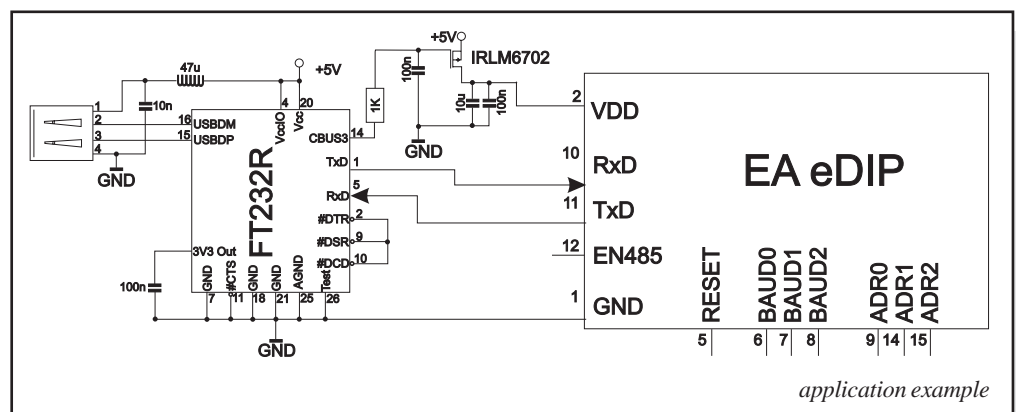 +5V
IRLM6702
100n
1K
10u
100n
GND
47u
+5V
10n
1
2
3
4
GND
16 USBDM
15 USBDP
4
VccIO
20
Vcc
CBUS3 14
TxD 1
RxD 5
#DTR 2
#DSR 9
#DCD 10
FT232R
3V3 Out
100n
GND
7
#CTS
11
GND
18
GND
21
AGND
25
Test
26
GND
2 VDD
10 RxD
11 TxD
12 EN485
1 GND
EA eDIP
RESET
5
BAUD0
6
BAUD1
7
BAUD2
8
ADR0
9
ADR1
14
ADR2
15
application example